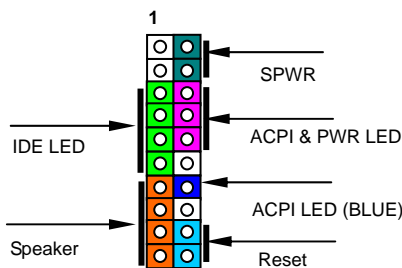 1
SPWR
ACPI & PWR LED
IDE LED
ACPI LED (BLUE)
Speaker
Reset